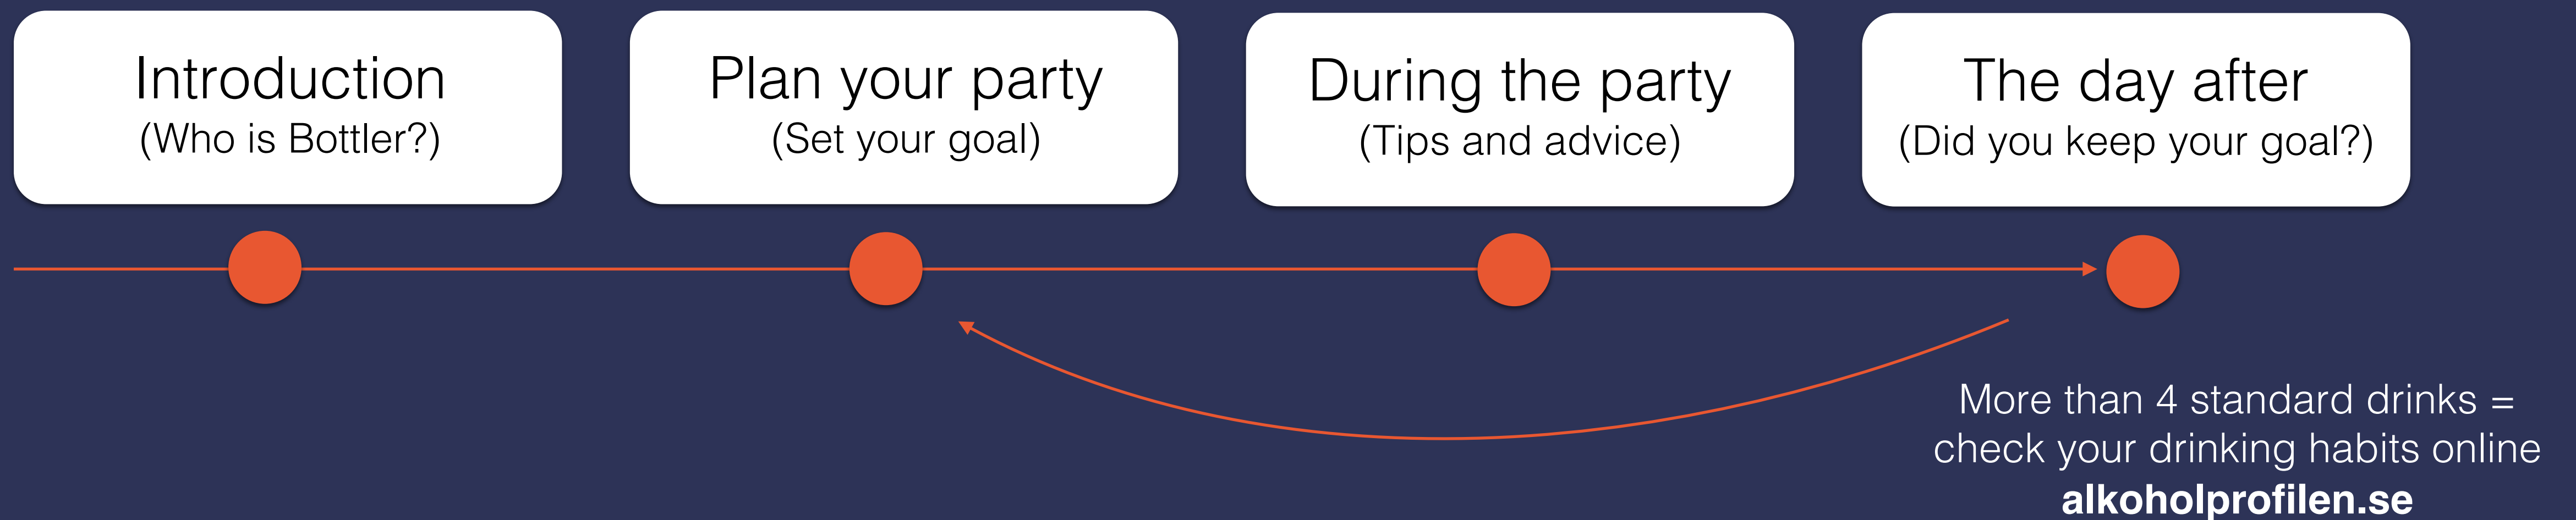 Introduction
(Who is Bottler?)
Plan your party
(Set your goal)
During the party
(Tips and advice)
The day after
(Did you keep your goal?)
More than 4 standard drinks =
check your drinking habits online
alkoholprofilen.se